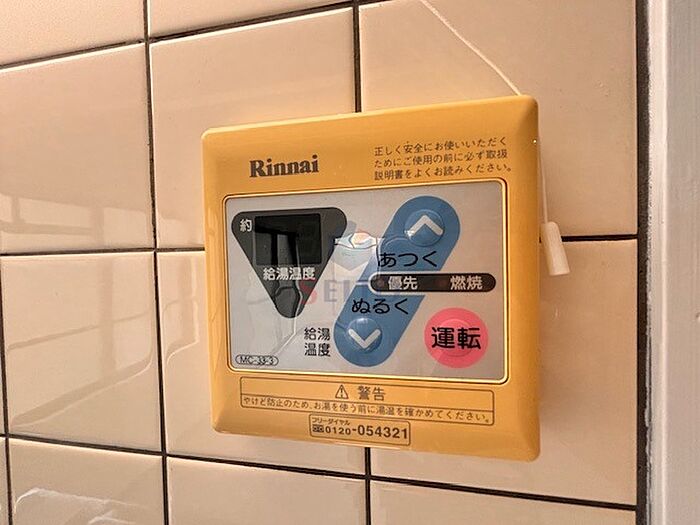 Rinnai
正しく安全にお使いいただく
ためにご使用の前に必ず取扱
説明書をよくお読みください。
約
給湯温度
あつく
優先 燃焼
ぬるく
給湯
温度
運転
MC-33-3
⚠ 警告
やけど防止のため、お湯を使う前に湯温を確かめてください。
フリーダイヤル
0120-054321